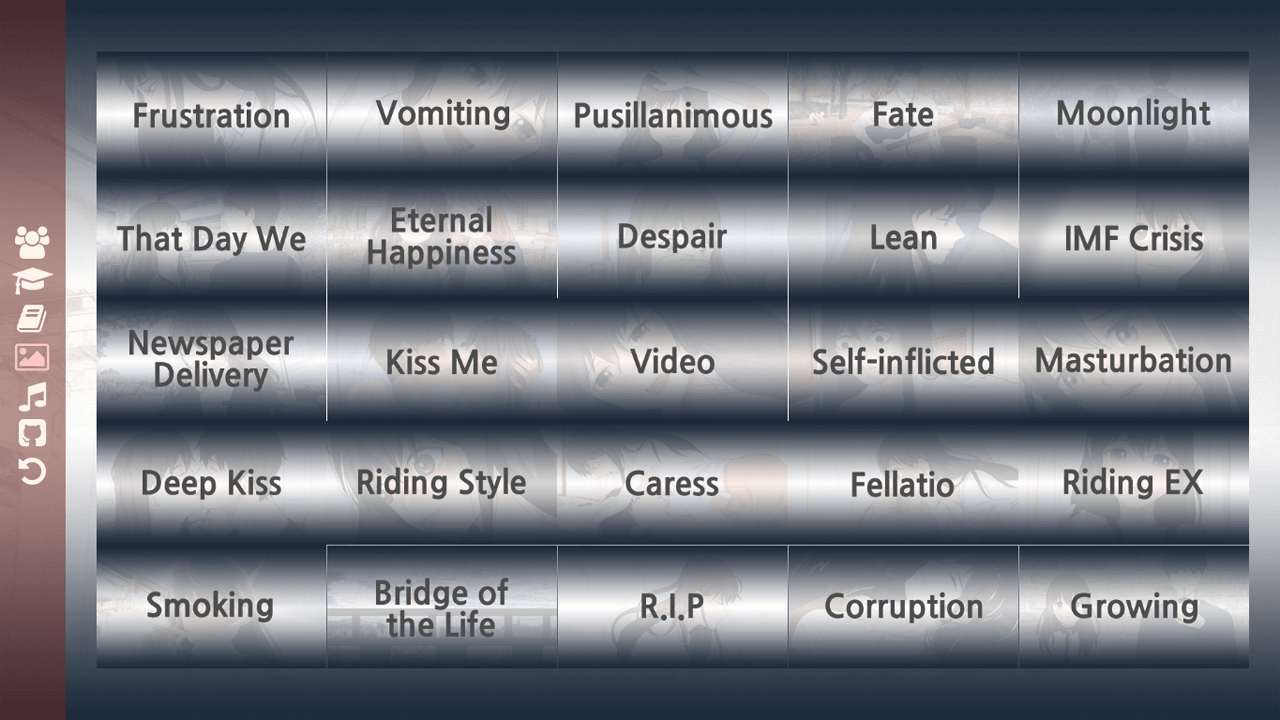 Frustration
Vomiting
Pusillanimous
Fate
Moonlight
That Day We
Eternal
Happiness
Despair
Lean
IMF Crisis
Newspaper
Delivery
Kiss Me
Video
Self-inflicted
Masturbation
Deep Kiss
Riding Style
Caress
Fellatio
Riding EX
Smoking
Bridge of
the Life
R.I.P
Corruption
Growing